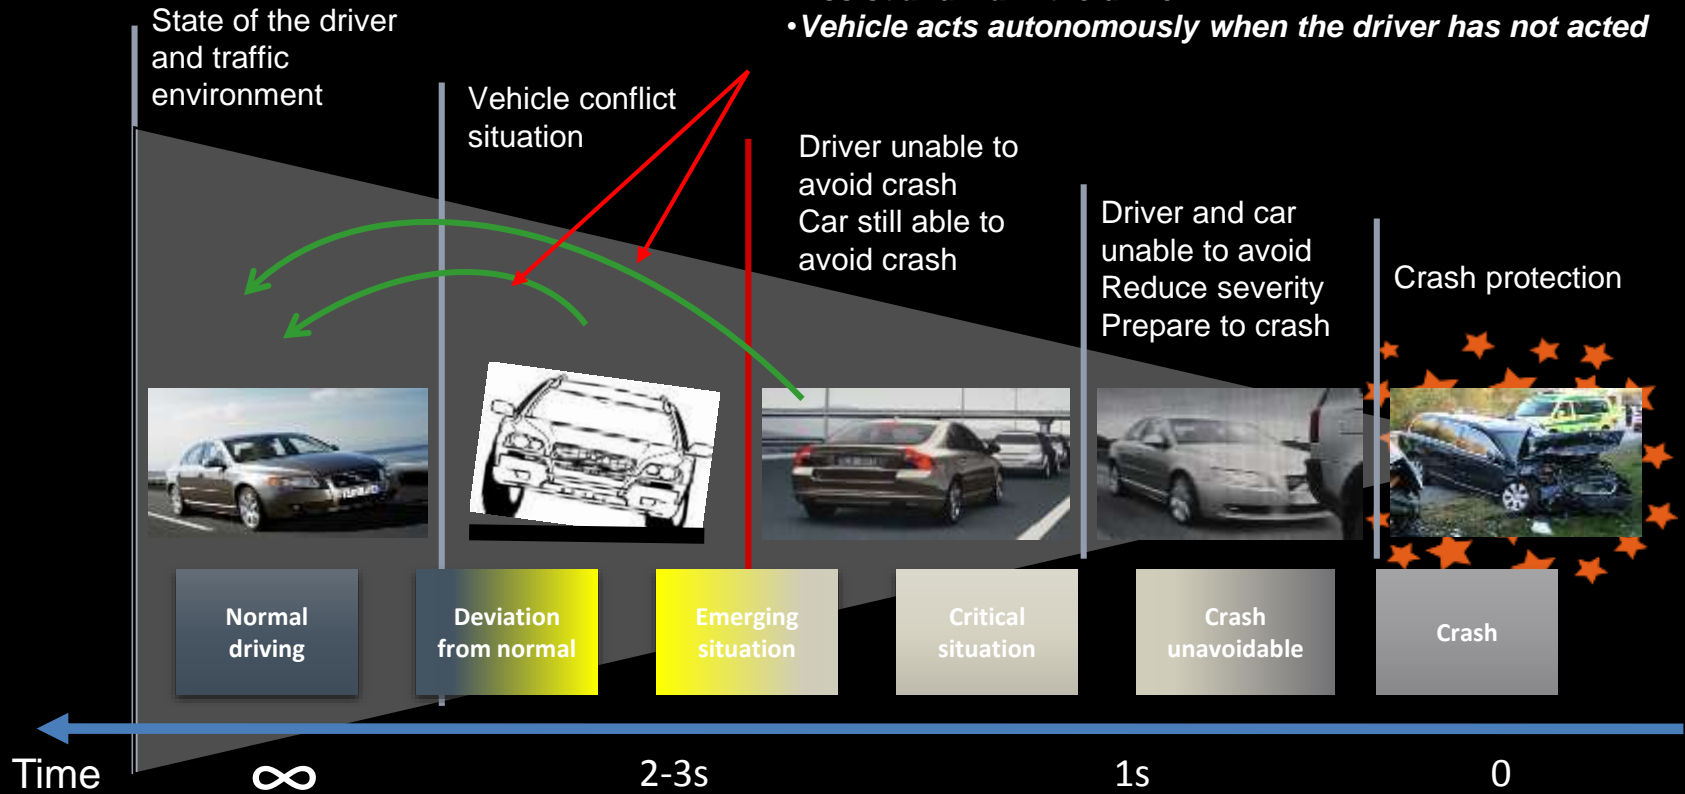 •Vehicle acts autonomously when the driver has not acted
State of the driver
and traffic
environment
Vehicle conflict
situation
Driver unable to
avoid crash
Car still able to
avoid crash
Driver and car
unable to avoid
Reduce severity
Prepare to crash
Crash protection
Normal
driving
Deviation
from normal
Emerging
situation
Critical
situation
Crash
unavoidable
Crash
Time
∞
2-3s
1s
0